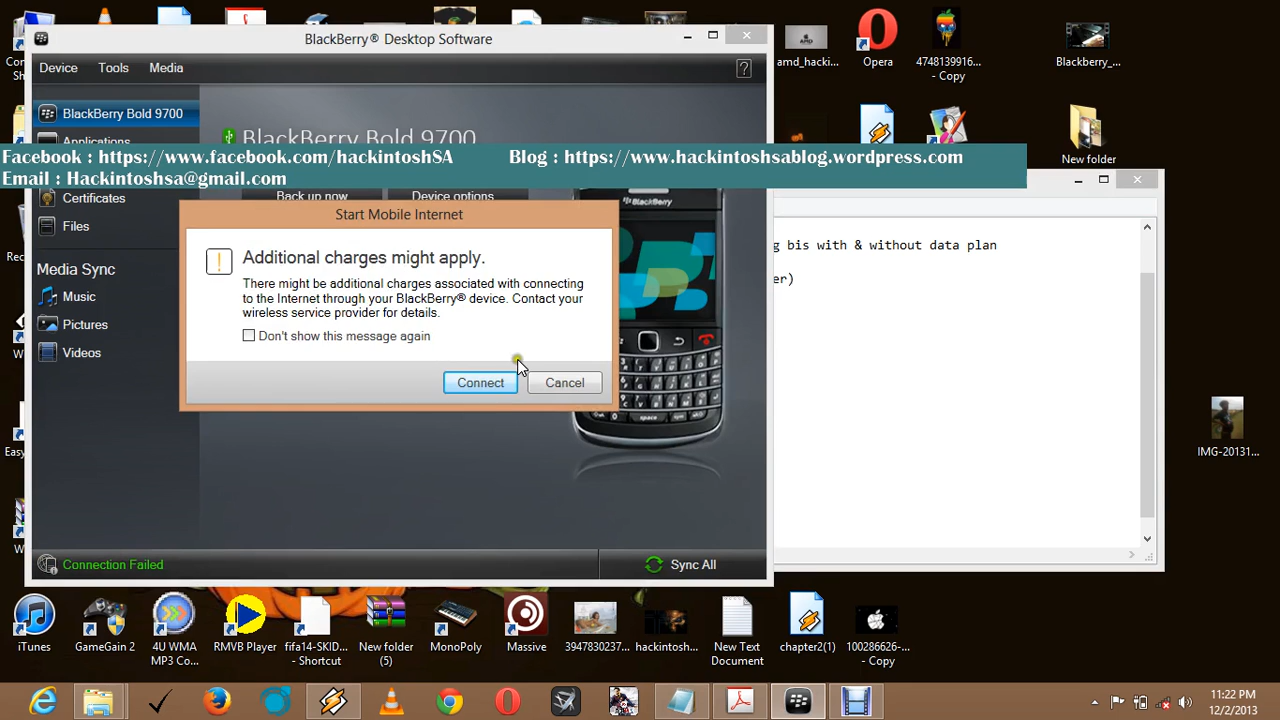 BlackBerry® Desktop Software
Device Tools Media
?
BlackBerry Bold 9700
Applications
BlackBerry Bold 9700
Facebook : https://www.facebook.com/hackintoshSA Blog : https://www.hackintoshsablog.wordpress.com
Email : Hackintoshsa@gmail.com
Back up now Device options
Certificates
Files
Media Sync
Music
Pictures
Videos
Start Mobile Internet
Additional charges might apply.
There might be additional charges associated with connecting
to the Internet through your BlackBerry® device. Contact your
wireless service provider for details.
Don't show this message again
Connect Cancel
BlackBerry
Connection Failed
Sync All
g bis with & without data plan
er)
amd_hacki...
Opera
4748139916...
- Copy
Blackberry_...
New folder
IMG-20131...
iTunes
GameGain 2
4U WMA
MP3 Co...
RMVB Player
fifa14-SKID...
- Shortcut
New folder
(5)
MonoPoly
Massive
3947830237...
hackintosh...
New Text
Document
chapter2(1)
100286626-
- Copy
11:22 PM
12/2/2013